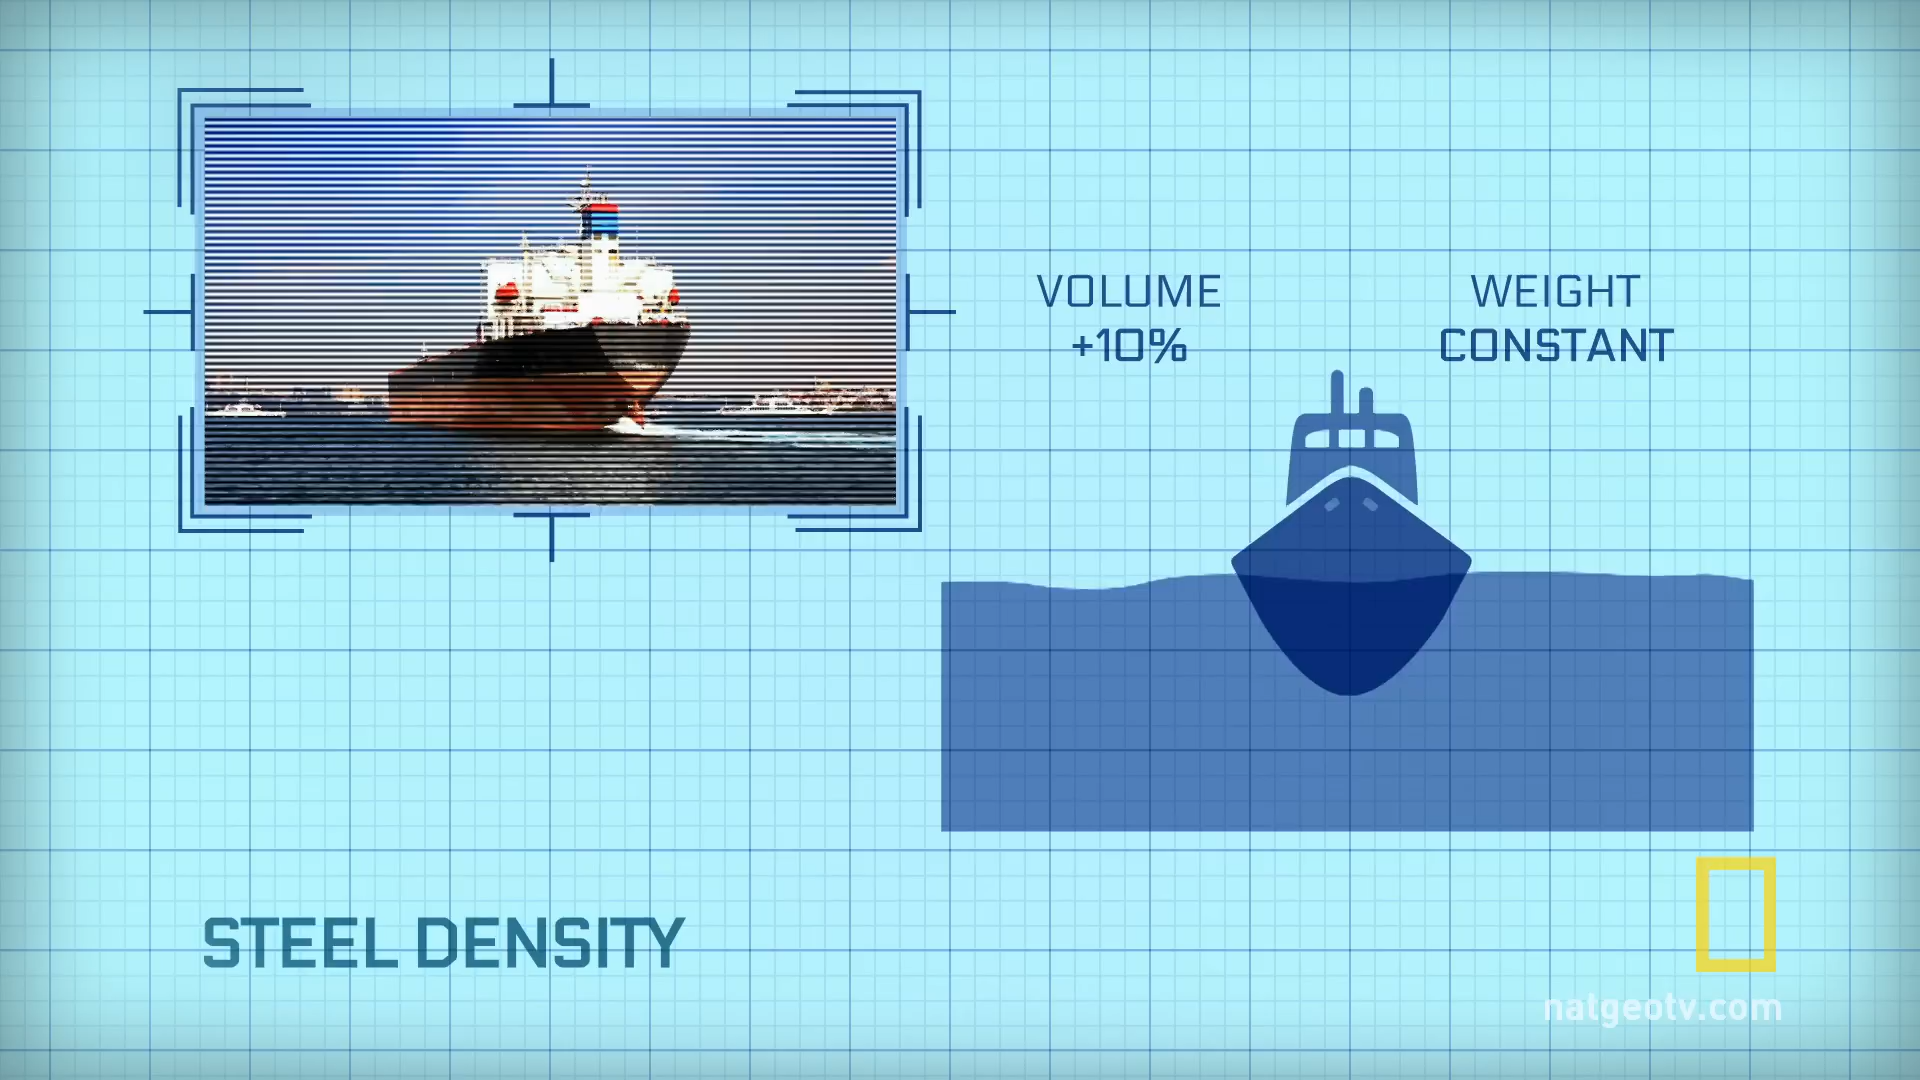 VOLUME
+10%
WEIGHT
CONSTANT
STEEL DENSITY
natgeotv.com